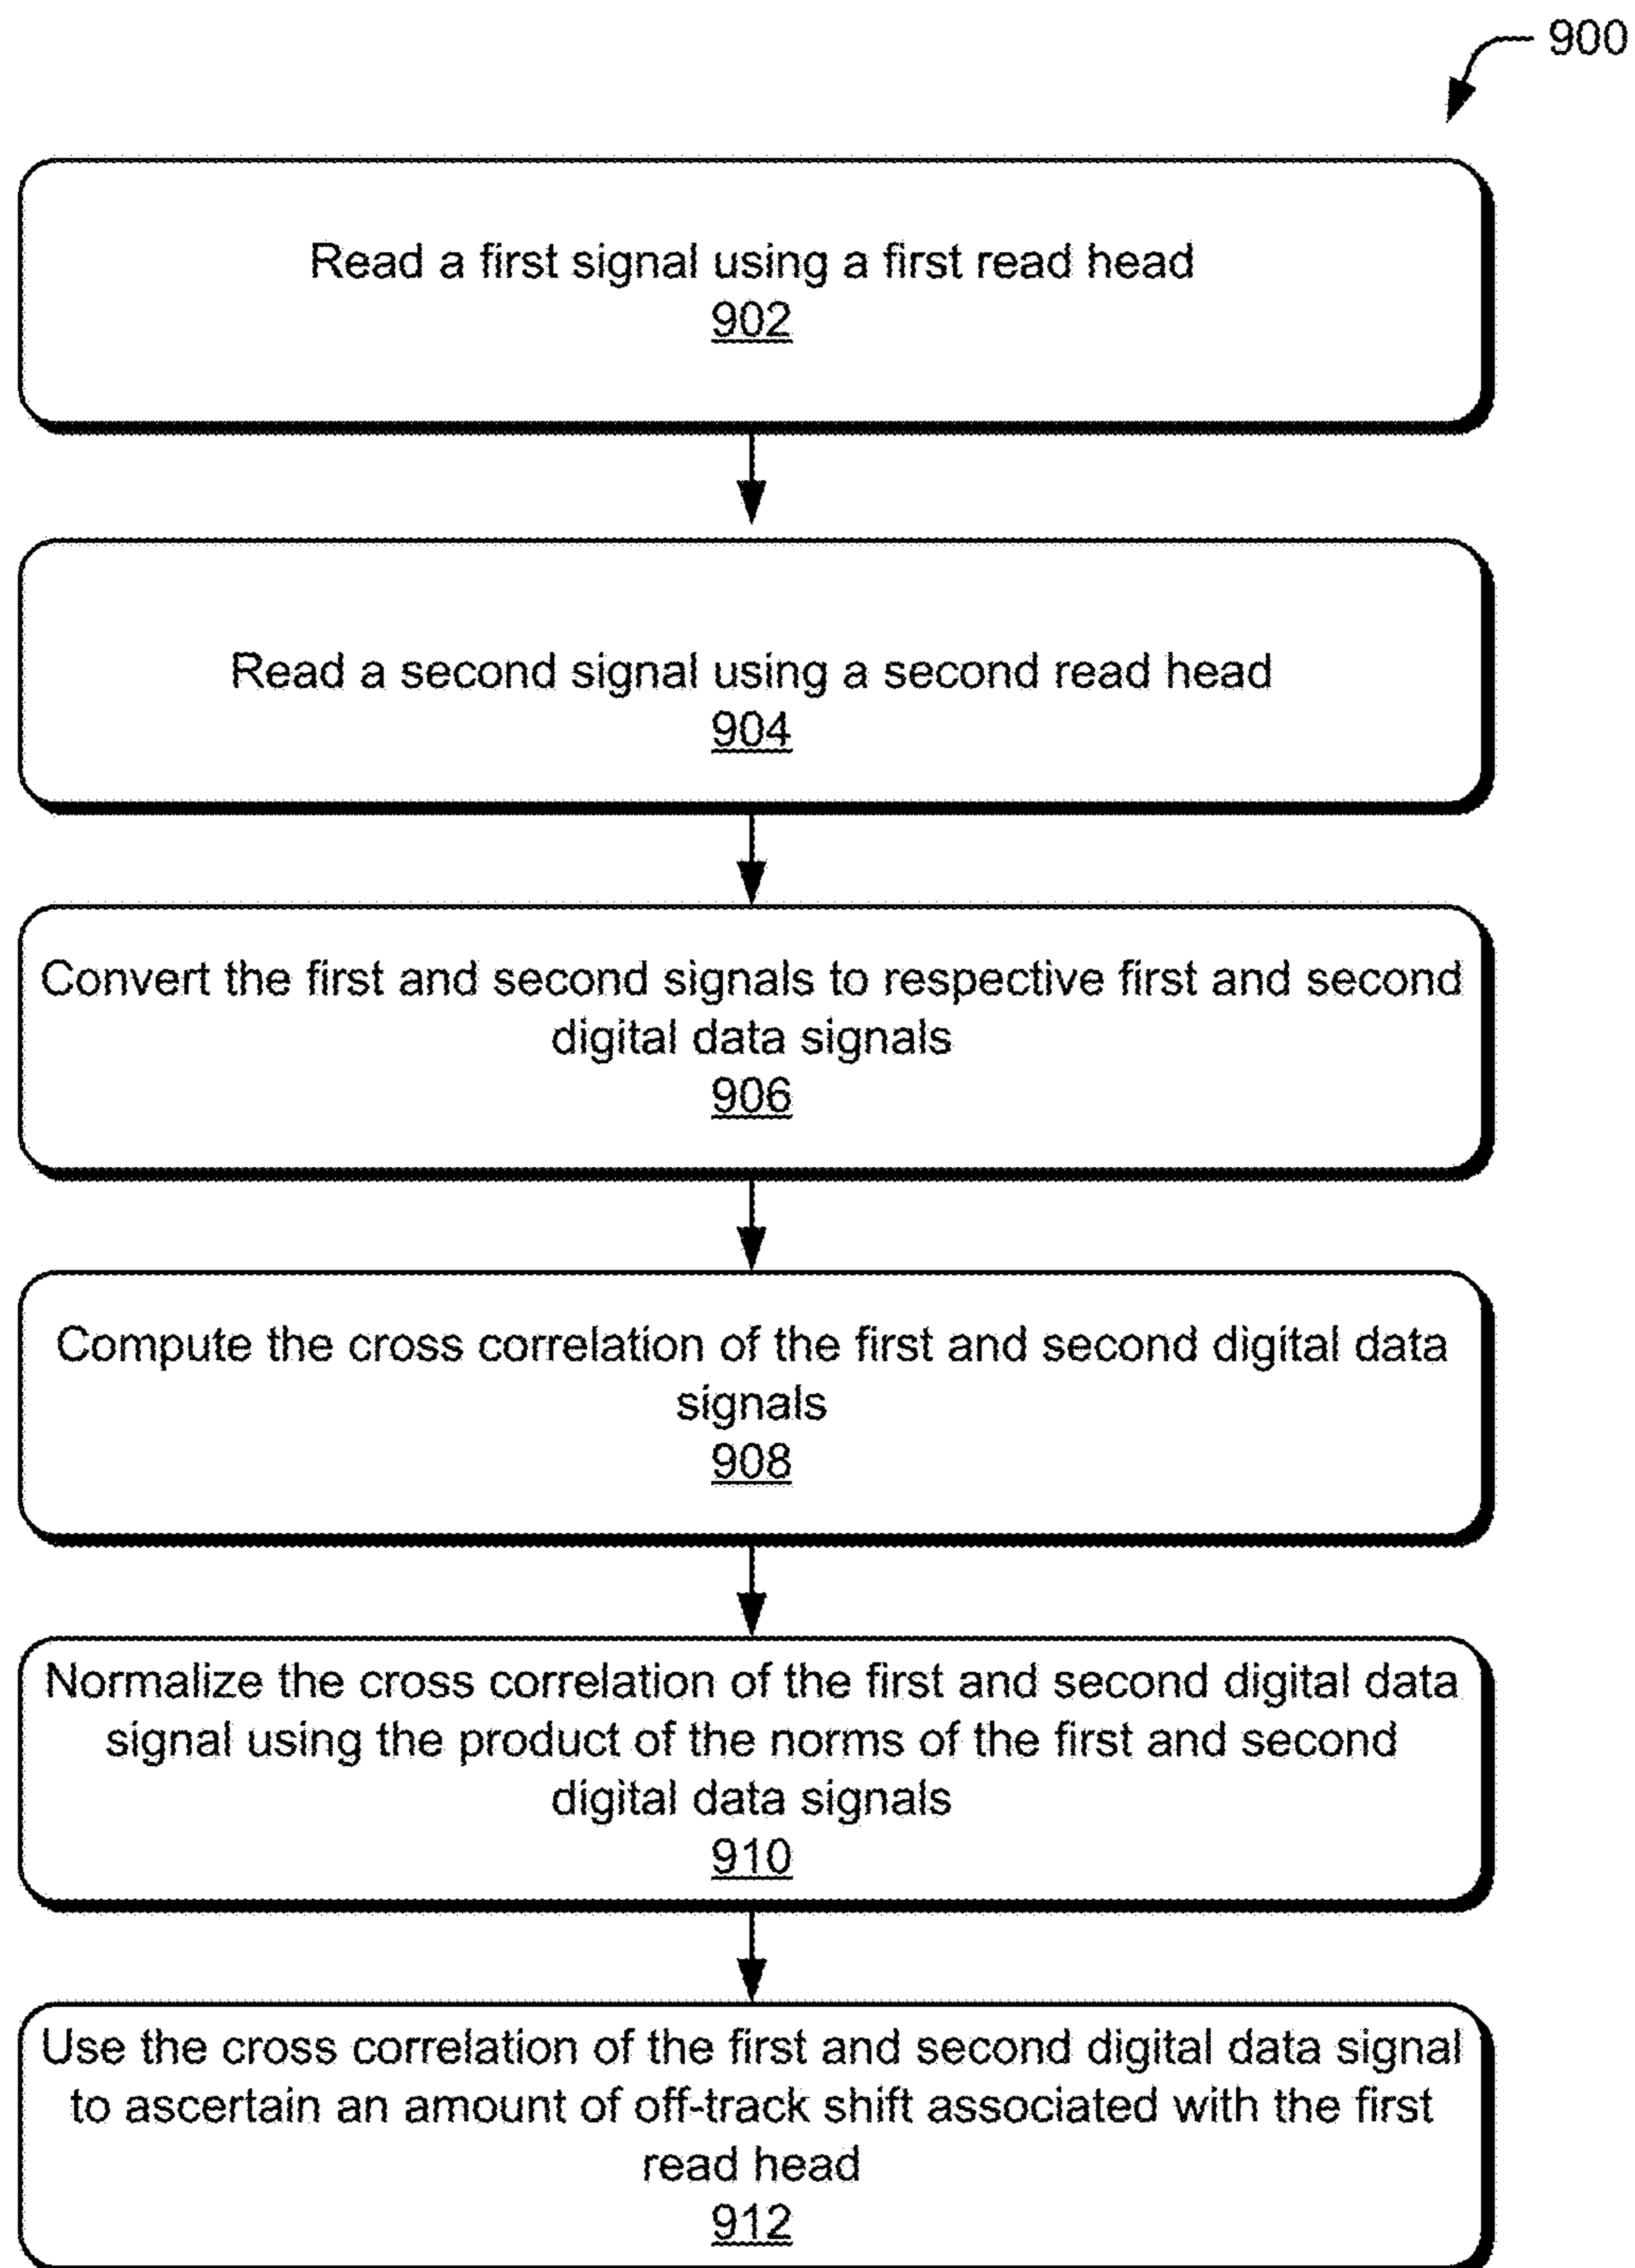 900
Read a first signal using a first read head
902
Read a second signal using a second read head
904
Convert the first and second signals to respective first and second
digital data signals
906
Compute the cross correlation of the first and second digital data
signals
908
Normalize the cross correlation of the first and second digital data
signal using the product of the norms of the first and second
digital data signals
910
Use the cross correlation of the first and second digital data signal
to ascertain an amount of off-track shift associated with the first
read head
912